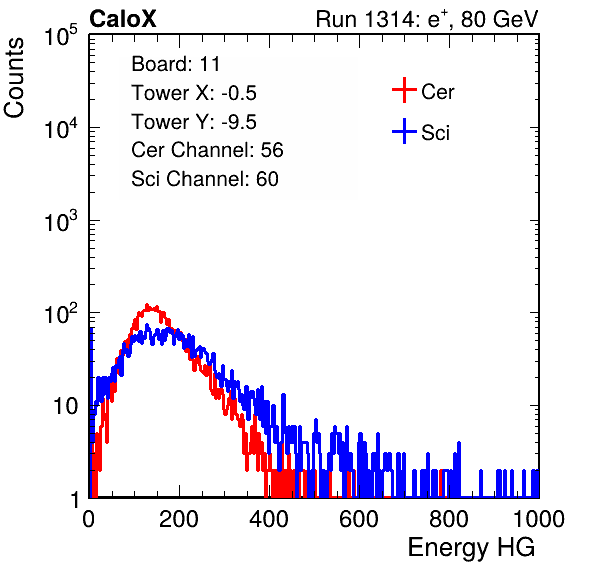 CaloX Run 1314: e⁺, 80 GeV
Counts
10⁵
10⁴
10³
10²
10
1
Board: 11
Tower X: -0.5
Tower Y: -9.5
Cer Channel: 56
Sci Channel: 60
Cer
Sci
0 200 400 600 800 1000
Energy HG